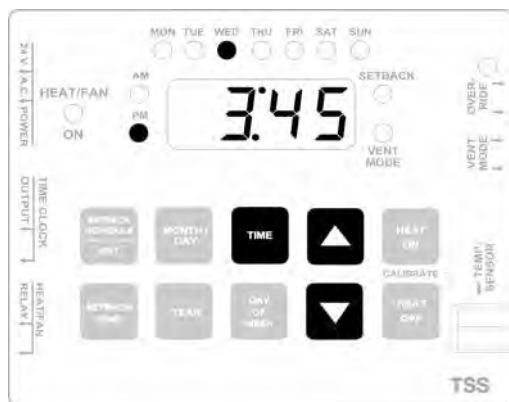 MON TUE WED THU FRI SAT SUN
24 V. A.C. POWER
AM
SETBACK
HEAT/FAN
ON
PM
3:45
VENT
MODE
OVER-
RIDE
VENT
MODE
TIME CLOCK
OUTPUT
SETBACK
SCHEDULE
MONTH/
DAY
TIME
HEAT
ON
CALIBRATE
TEMP.
SENSOR
HEAT/FAN
RELAY
SETBACK
YEAR
DAY
OF
WEEK
HEAT
OFF
TSS